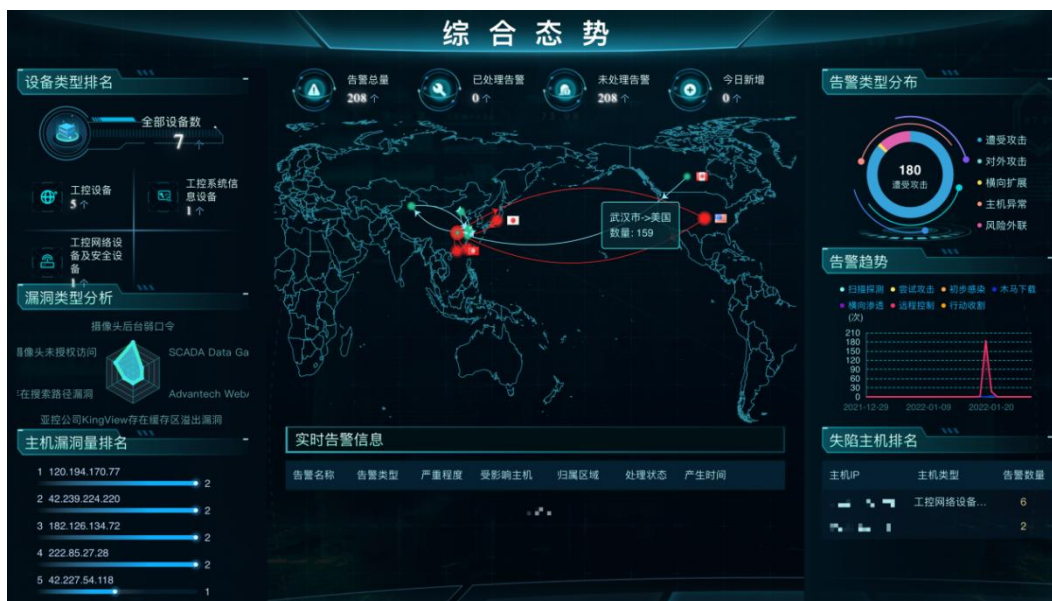 综合态势
设备类型排名
全部设备数
7 个
工控设备
5 个
工控系统信
息设备
1 个
工控网络设
备及安全设
备
1 个
漏洞类型分析
摄像头后台弱口令
摄像头未授权访问
SCADA Data Ga
在搜索路径漏洞
Advantech Web
亚控公司KingView存在缓存区溢出漏洞
主机漏洞量排名
1 120.194.170.77
2
2 42.239.224.220
2
3 182.126.134.72
2
4 222.85.27.28
2
5 42.227.54.118
1
告警总量
208 个
已处理告警
0 个
未处理告警
208 个
今日新增
0 个
武汉市->美国
数量: 159
实时告警信息
告警名称 告警类型 严重程度 受影响主机 归属区域 处理状态 产生时间
告警类型分布
180
遭受攻击
遭受攻击
对外攻击
横向扩展
主机异常
风险外联
告警趋势
扫描探测 尝试攻击 初步感染 木马下载
横向渗透 远程控制 行动收割
(次)
210
180
150
120
90
60
30
0
2021-12-29 2022-01-09 2022-01-20
失陷主机排名
主机IP 主机类型 告警数量
工控网络设备... 6
2